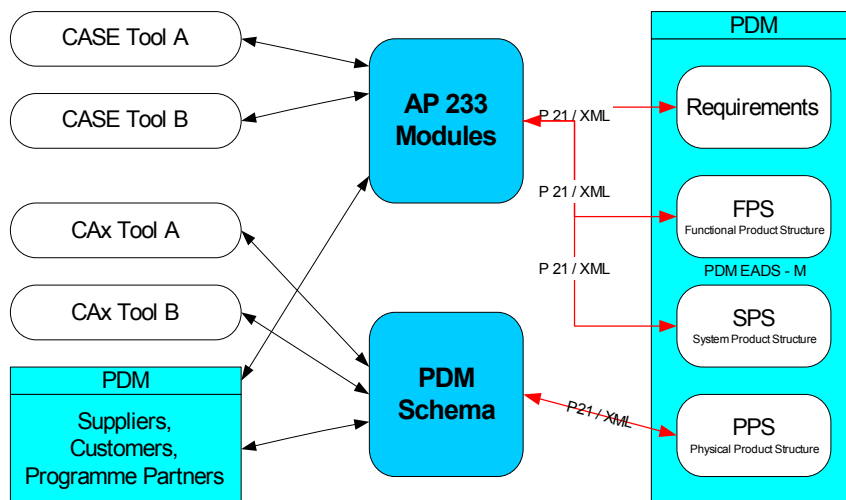 CASE Tool A
CASE Tool B
CAx Tool A
CAx Tool B
PDM
Suppliers,
Customers,
Programme Partners
AP 233
Modules
PDM
Schema
P 21 / XML
P 21 / XML
P 21 / XML
P21 / XML
PDM
Requirements
FPS
Functional Product Structure
PDM EADS - M
SPS
System Product Structure
PPS
Physical Product Structure